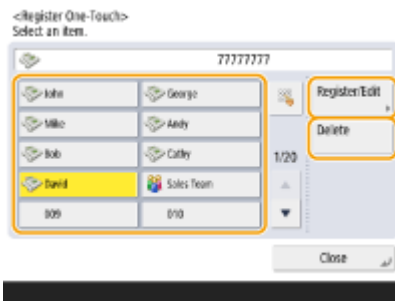 <Register One-Touch>
Select an item.
77777777
John
George
Register/Edit
Mike
Andy
Delete
Bob
Cathy
1/20
David
Sales Team
009
010
Close